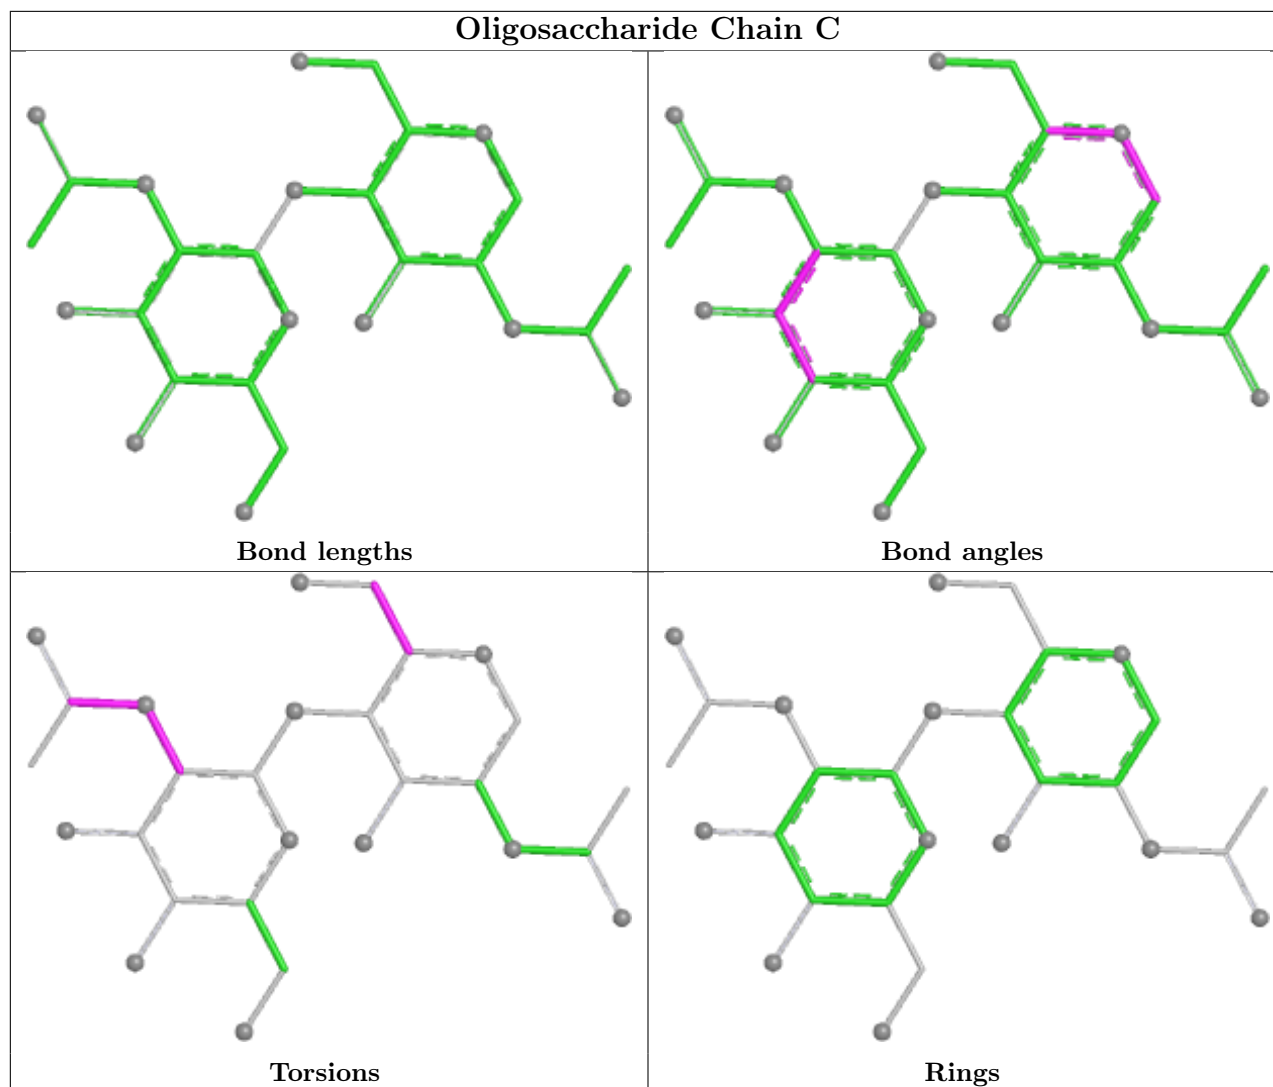 Oligosaccharide Chain C
Bond lengths
Bond angles
Torsions
Rings